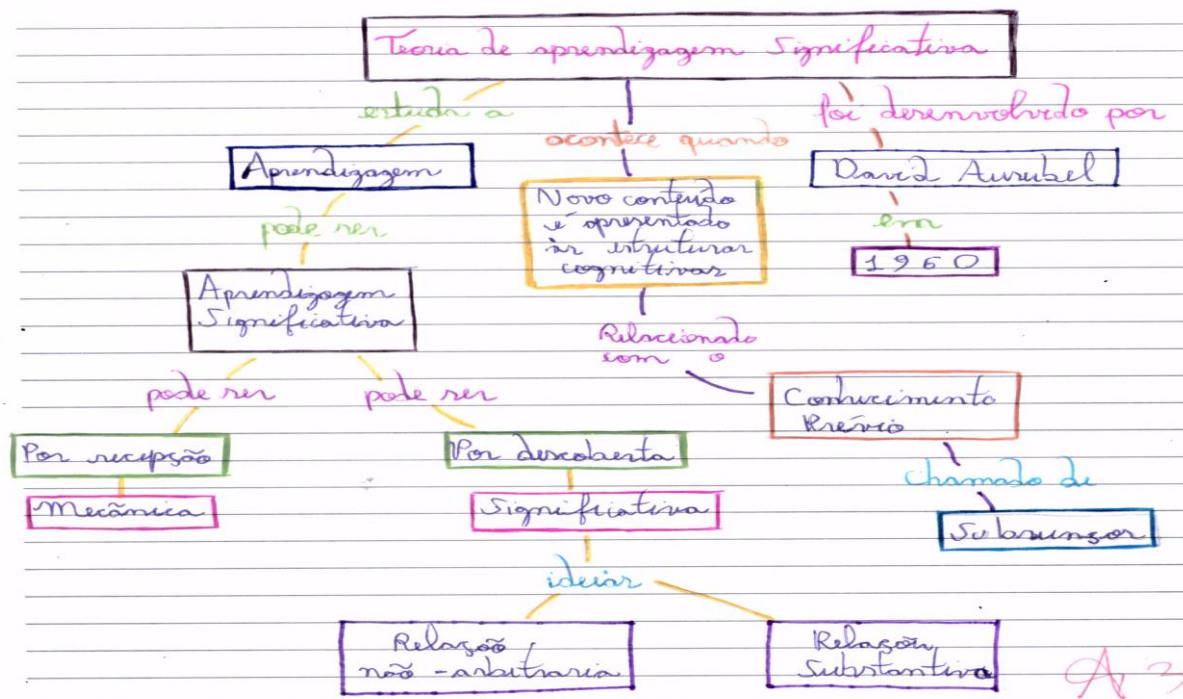 Teoria de aprendizagem Significativa
estuda a
acontece quando
foi desenvolvido por
Aprendizagem
Novo conteúdo
é apresentado
às estruturas
cognitivas
David Ausubel
em
1960
pode ser
Aprendizagem
Significativa
Relacionado
com o
pode ser
pode ser
Conhecimento
Prévio
Por recepção
Por descoberta
chamado de
Mecânica
Significativa
Subsunçor
ideias
Relação
não-arbitraria
Relação
Substantiva
A 3